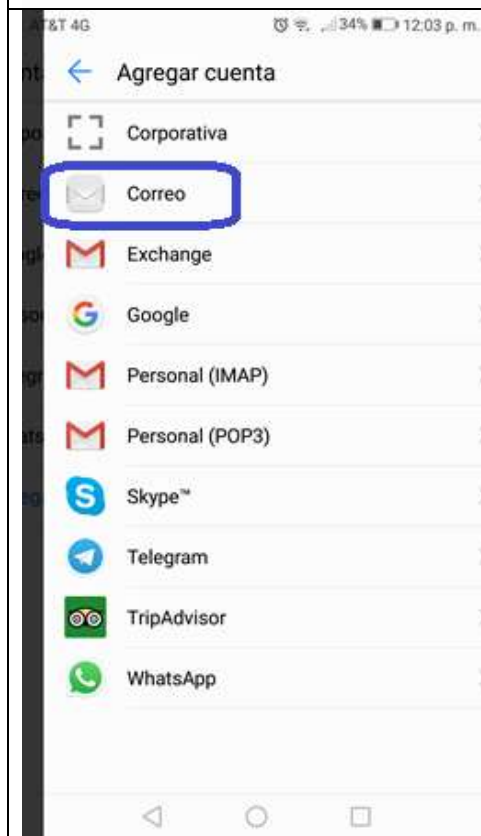 AT&T 4G 34% 12:03 p. m.
Agregar cuenta
Corporativa
Correo
Exchange
Google
Personal (IMAP)
Personal (POP3)
Skype™
Telegram
TripAdvisor
WhatsApp